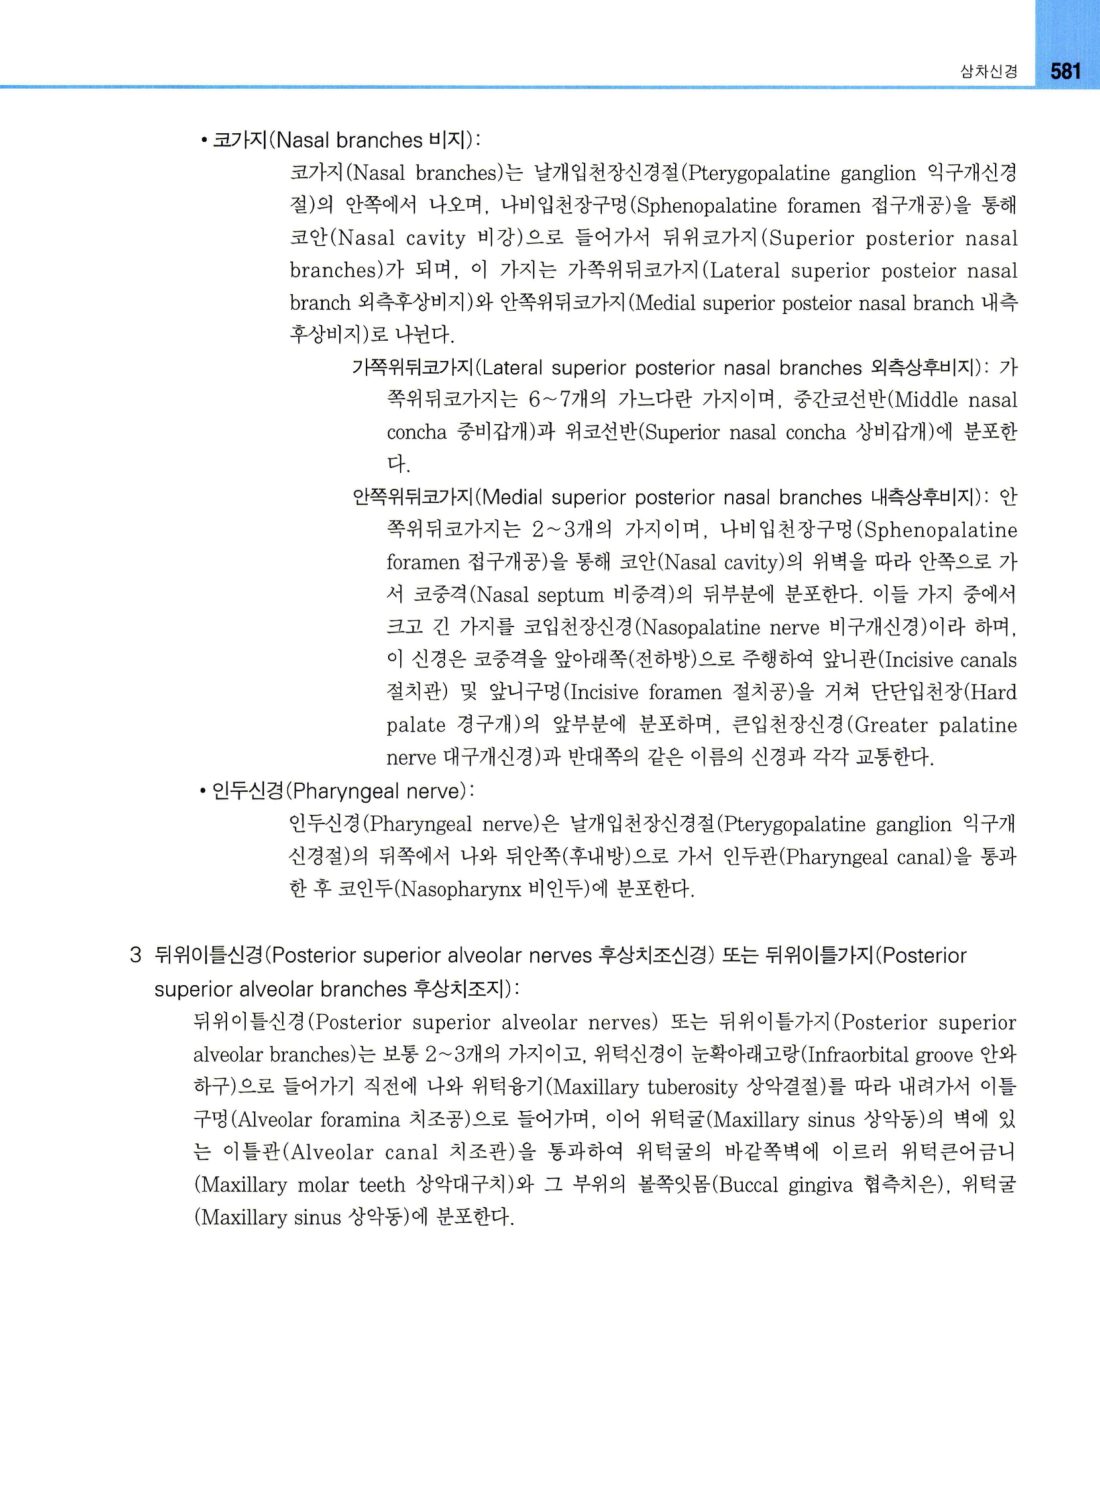 삼차신경 581
• 코가지(Nasal branches 비지):
코가지(Nasal branches)는 날개입천장신경절(Pterygopalatine ganglion 익구개신경
절)의 안쪽에서 나오며, 나비입천장구멍(Sphenopalatine foramen 접구개공)을 통해
코안(Nasal cavity 비강)으로 들어가서 뒤위코가지(Superior posterior nasal
branches)가 되며, 이 가지는 가쪽위뒤코가지(Lateral superior posteior nasal
branch 외측후상비지)와 안쪽위뒤코가지(Medial superior posteior nasal branch 내측
후상비지)로 나뉜다.
가쪽위뒤코가지(Lateral superior posterior nasal branches 외측상후비지): 가
쪽위뒤코가지는 6~7개의 가느다란 가지이며, 중간코선반(Middle nasal
concha 중비갑개)과 위코선반(Superior nasal concha 상비갑개)에 분포한
다.
안쪽위뒤코가지(Medial superior posterior nasal branches 내측상후비지): 안
쪽위뒤코가지는 2~3개의 가지이며, 나비입천장구멍(Sphenopalatine
foramen 접구개공)을 통해 코안(Nasal cavity)의 위벽을 따라 안쪽으로 가
서 코중격(Nasal septum 비중격)의 뒤부분에 분포한다. 이들 가지 중에서
크고 긴 가지를 코입천장신경(Nasopalatine nerve 비구개신경)이라 하며,
이 신경은 코중격을 앞아래쪽(전하방)으로 주행하여 앞니관(Incisive canals
절치관) 및 앞니구멍(Incisive foramen 절치공)을 거쳐 단단입천장(Hard
palate 경구개)의 앞부분에 분포하며, 큰입천장신경(Greater palatine
nerve 대구개신경)과 반대쪽의 같은 이름의 신경과 각각 교통한다.
• 인두신경(Pharyngeal nerve):
인두신경(Pharyngeal nerve)은 날개입천장신경절(Pterygopalatine ganglion 익구개
신경절)의 뒤쪽에서 나와 뒤안쪽(후내방)으로 가서 인두관(Pharyngeal canal)을 통과
한 후 코인두(Nasopharynx 비인두)에 분포한다.
3 뒤위이틀신경(Posterior superior alveolar nerves 후상치조신경) 또는 뒤위이틀가지(Posterior
superior alveolar branches 후상치조지):
뒤위이틀신경(Posterior superior alveolar nerves) 또는 뒤위이틀가지(Posterior superior
alveolar branches)는 보통 2~3개의 가지이고, 위턱신경이 눈확아래고랑(Infraorbital groove 안와
하구)으로 들어가기 직전에 나와 위턱융기(Maxillary tuberosity 상악결절)를 따라 내려가서 이틀
구멍(Alveolar foramina 치조공)으로 들어가며, 이어 위턱굴(Maxillary sinus 상악동)의 벽에 있
는 이틀관(Alveolar canal 치조관)을 통과하여 위턱굴의 바같쪽벽에 이르러 위턱큰어금니
(Maxillary molar teeth 상악대구치)와 그 부위의 볼쪽잇몸(Buccal gingiva 협측치은), 위턱굴
(Maxillary sinus 상악동)에 분포한다.